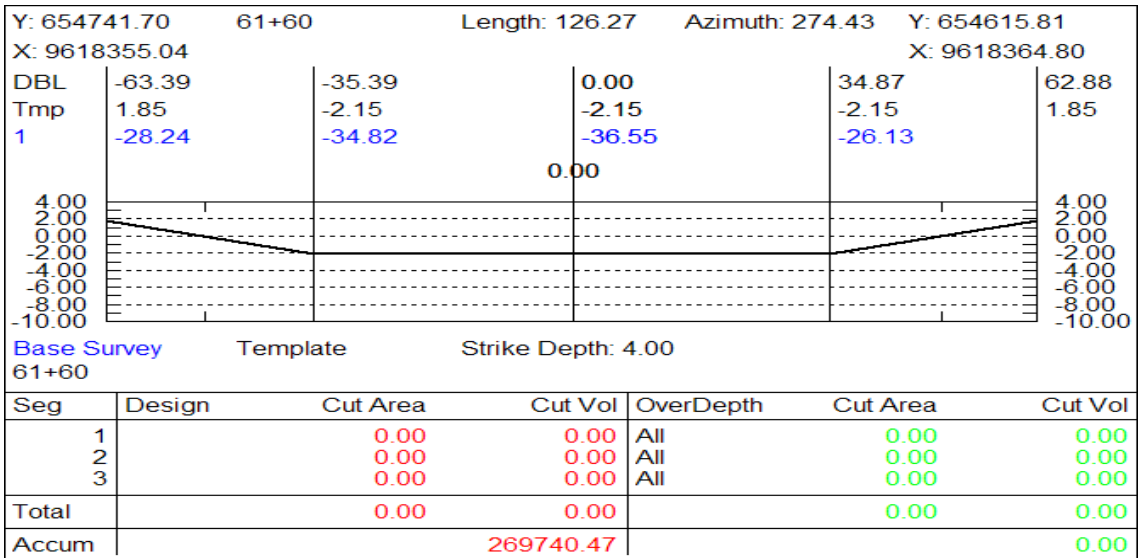 Y: 654741.70 61+60 Length: 126.27 Azimuth: 274.43 Y: 654615.81
X: 9618355.04 X: 9618364.80
DBL -63.39 -35.39 0.00 34.87 62.88
Tmp 1.85 -2.15 -2.15 -2.15 1.85
1 -28.24 -34.82 -36.55 -26.13
0.00
4.00 4.00
2.00 2.00
0.00 0.00
-2.00 -2.00
-4.00 -4.00
-6.00 -6.00
-8.00 -8.00
-10.00 -10.00
Base Survey Template Strike Depth: 4.00
61+60
Seg Design Cut Area Cut Vol OverDepth Cut Area Cut Vol
1 0.00 0.00 All 0.00 0.00
2 0.00 0.00 All 0.00 0.00
3 0.00 0.00 All 0.00 0.00
Total 0.00 0.00 0.00 0.00
Accum 269740.47 0.00